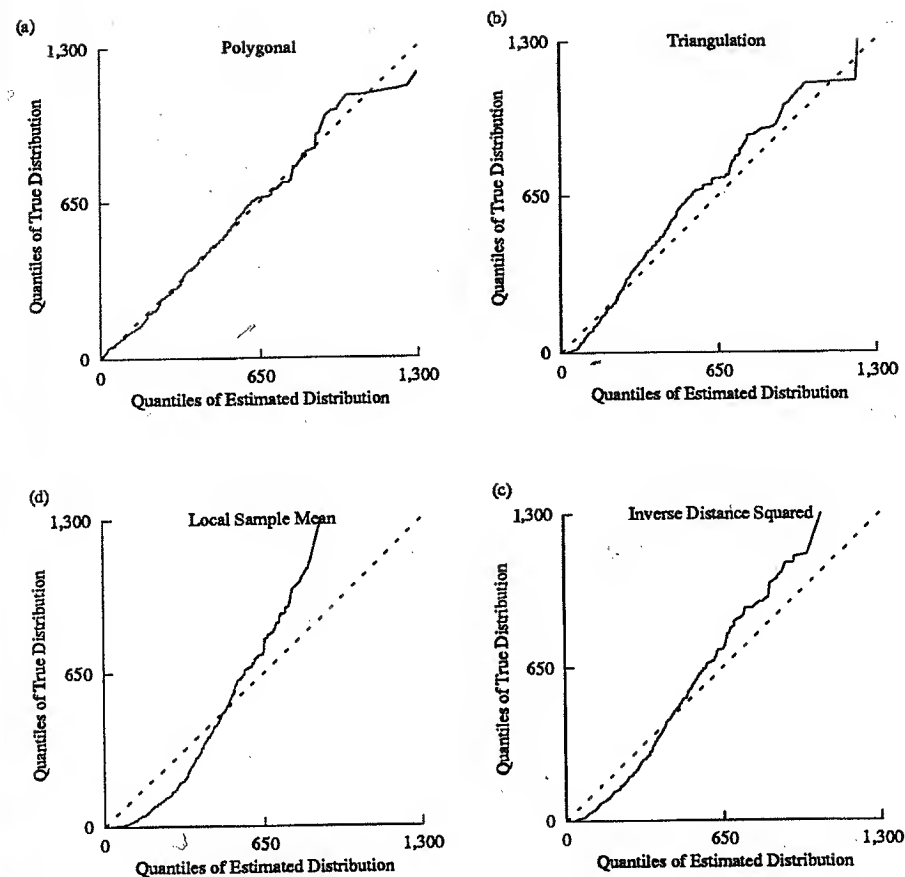 (a)
Polygonal
1,300
650
0
Quantiles of True Distribution
0
650
1,300
Quantiles of Estimated Distribution
(b)
Triangulation
1,300
650
0
Quantiles of True Distribution
0
650
1,300
Quantiles of Estimated Distribution
(d)
Local Sample Mean
1,300
650
0
Quantiles of True Distribution
0
650
1,300
Quantiles of Estimated Distribution
(c)
Inverse Distance Squared
1,300
650
0
Quantiles of True Distribution
0
650
1,300
Quantiles of Estimated Distribution